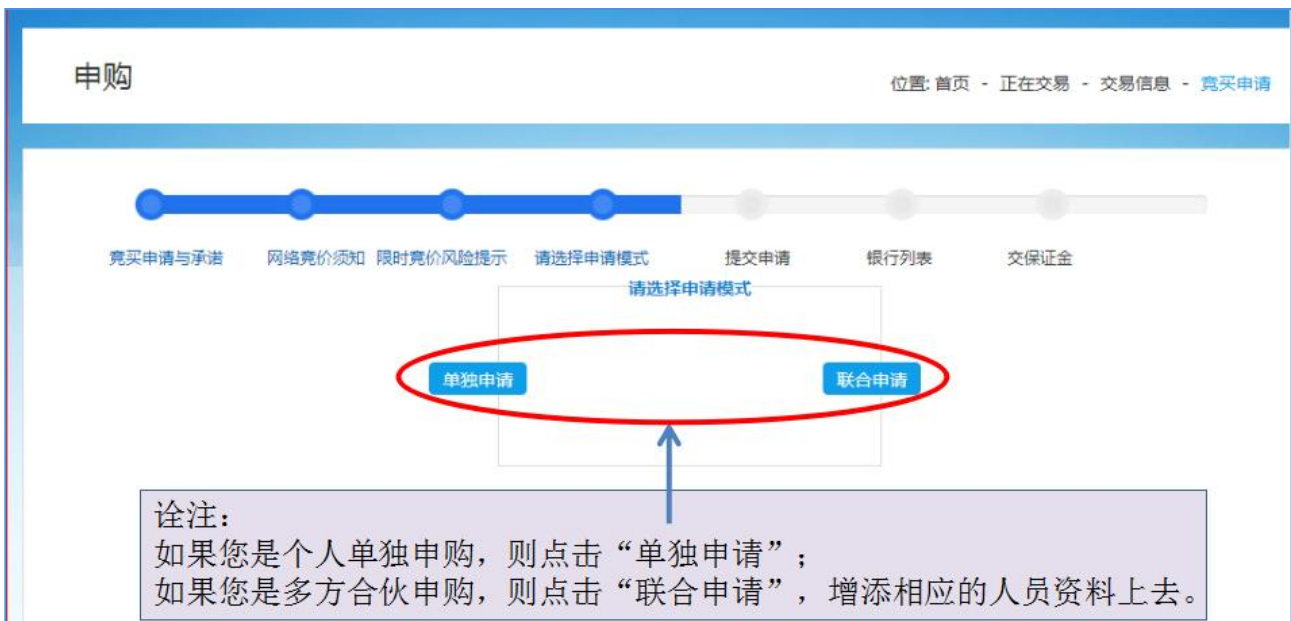 申购
位置: 首页 - 正在交易 - 交易信息 - 竞买申请
竞买申请与承诺 网络竞价须知 限时竞价风险提示 请选择申请模式 提交申请 银行列表 交保证金
请选择申请模式
单独申请 联合申请
诠注：
如果您是个人单独申购，则点击“单独申请”；
如果您是多方合伙申购，则点击“联合申请”，增添相应的人员资料上去。